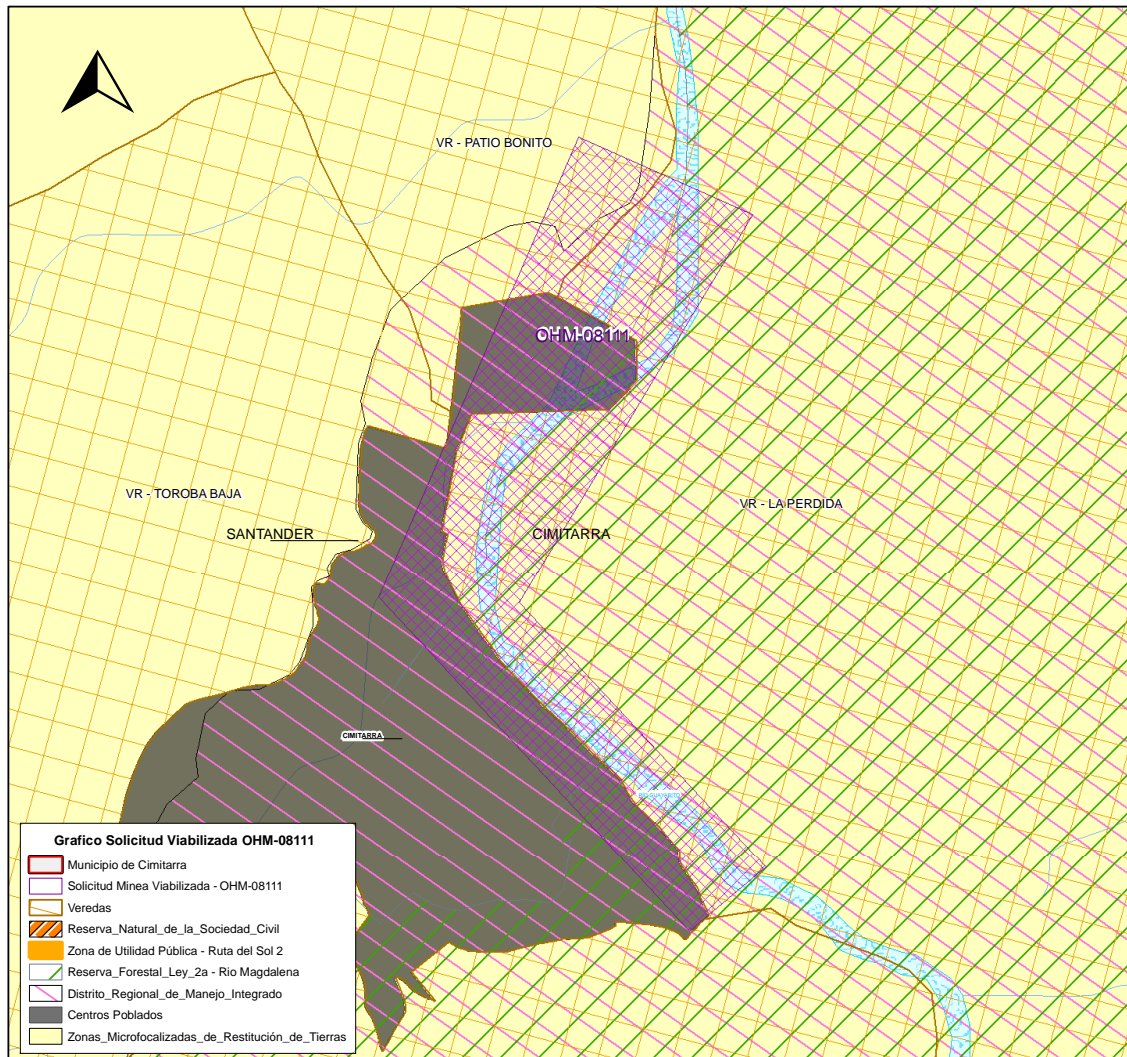 VR - PATIO BONITO
OHM-08111
VR - TOROBA BAJA
VR - LA PERDIDA
SANTANDER
CIMITARRA
CIMITARRA
RIO GUAYABITO
Grafico Solicitud Viabilizada OHM-08111
Municipio de Cimitarra
Solicitud Minea Viabilizada - OHM-08111
Veredas
Reserva_Natural_de_la_Sociedad_Civil
Zona de Utilidad Pública - Ruta del Sol 2
Reserva_Forestal_Ley_2a - Rio Magdalena
Distrito_Regional_de_Manejo_Integrado
Centros Poblados
Zonas_Microfocalizadas_de_Restitución_de_Tierras